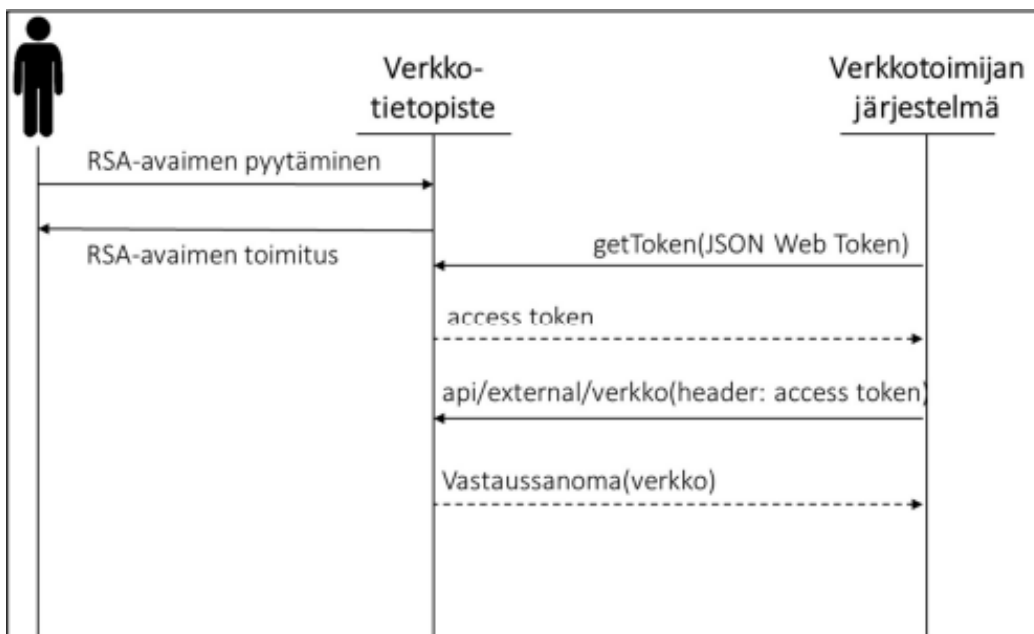 Verkko-
tietopiste
Verkkotoimijan
järjestelmä
RSA-avaimen pyytäminen
RSA-avaimen toimitus
getToken(JSON Web Token)
access token
api/external/verkko(header: access token)
Vastaussanoma(verkko)